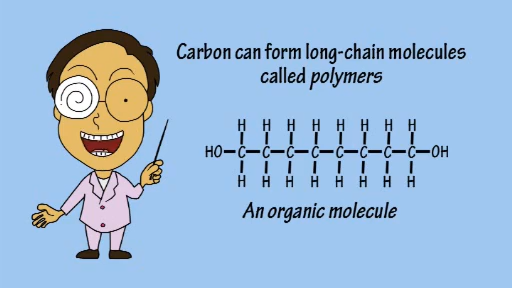 Carbon can form long-chain molecules
called polymers
H H H H H H H H
HO-C-C-C-C-C-C-C-C-OH
H H H H H H H H
An organic molecule